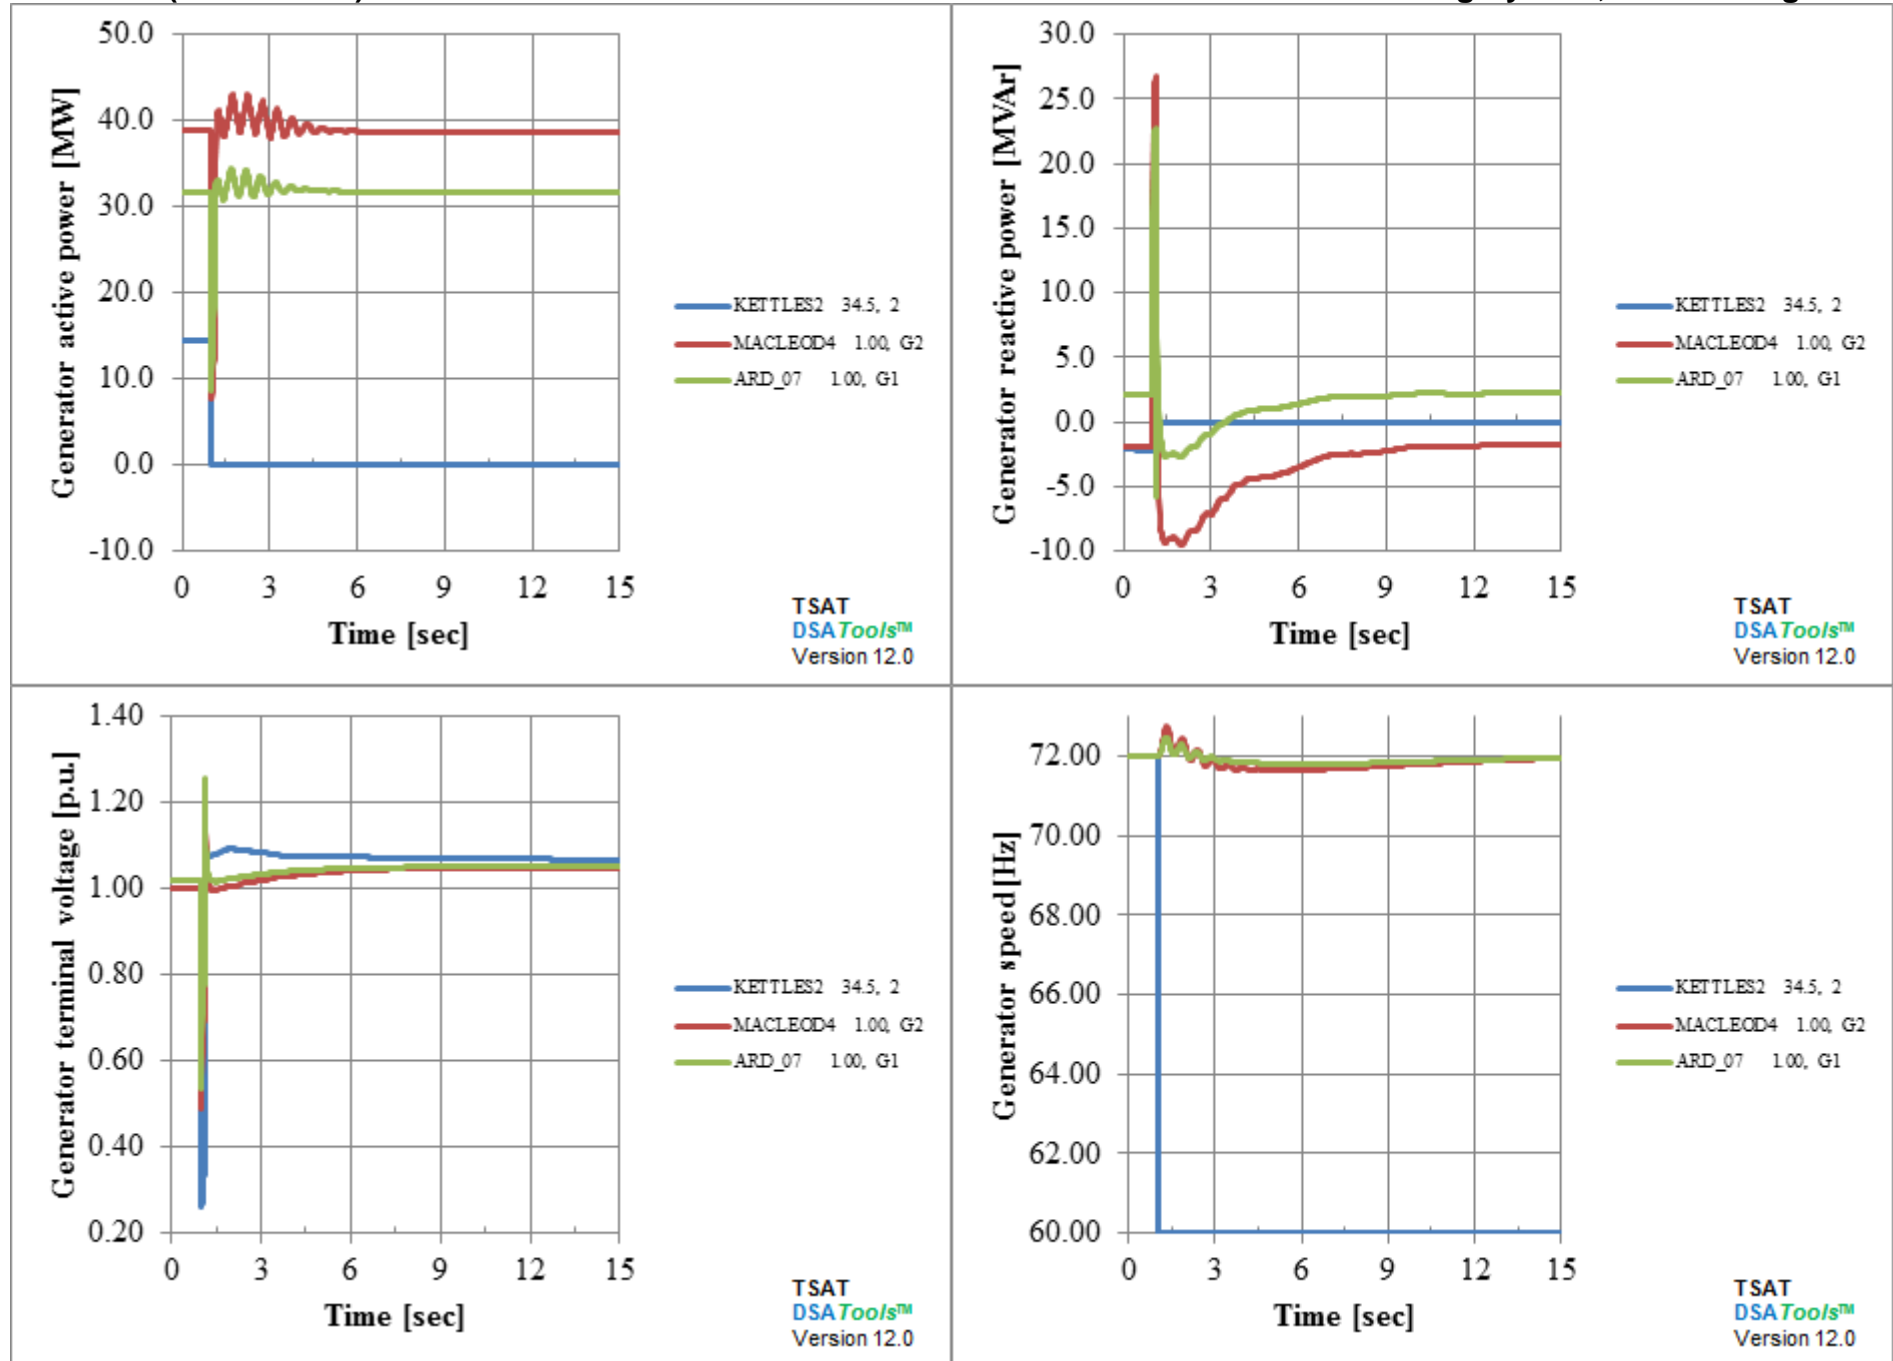 50.0
40.0
30.0
20.0
10.0
0.0
-10.0
Generator active power [MW]
0 3 6 9 12 15
Time [sec]
KETTLES2 34.5, 2
MACLEOD4 1.00, G2
ARD_07 1.00, G1
TSAT
DSATools™
Version 12.0
30.0
25.0
20.0
15.0
10.0
5.0
0.0
-5.0
-10.0
Generator reactive power [MVAr]
0 3 6 9 12 15
Time [sec]
KETTLES2 34.5, 2
MACLEOD4 1.00, G2
ARD_07 1.00, G1
TSAT
DSATools™
Version 12.0
1.40
1.20
1.00
0.80
0.60
0.40
0.20
Generator terminal voltage [p.u.]
0 3 6 9 12 15
Time [sec]
KETTLES2 34.5, 2
MACLEOD4 1.00, G2
ARD_07 1.00, G1
TSAT
DSATools™
Version 12.0
72.00
70.00
68.00
66.00
64.00
62.00
60.00
Generator speed [Hz]
0 3 6 9 12 15
Time [sec]
KETTLES2 34.5, 2
MACLEOD4 1.00, G2
ARD_07 1.00, G1
TSAT
DSATools™
Version 12.0